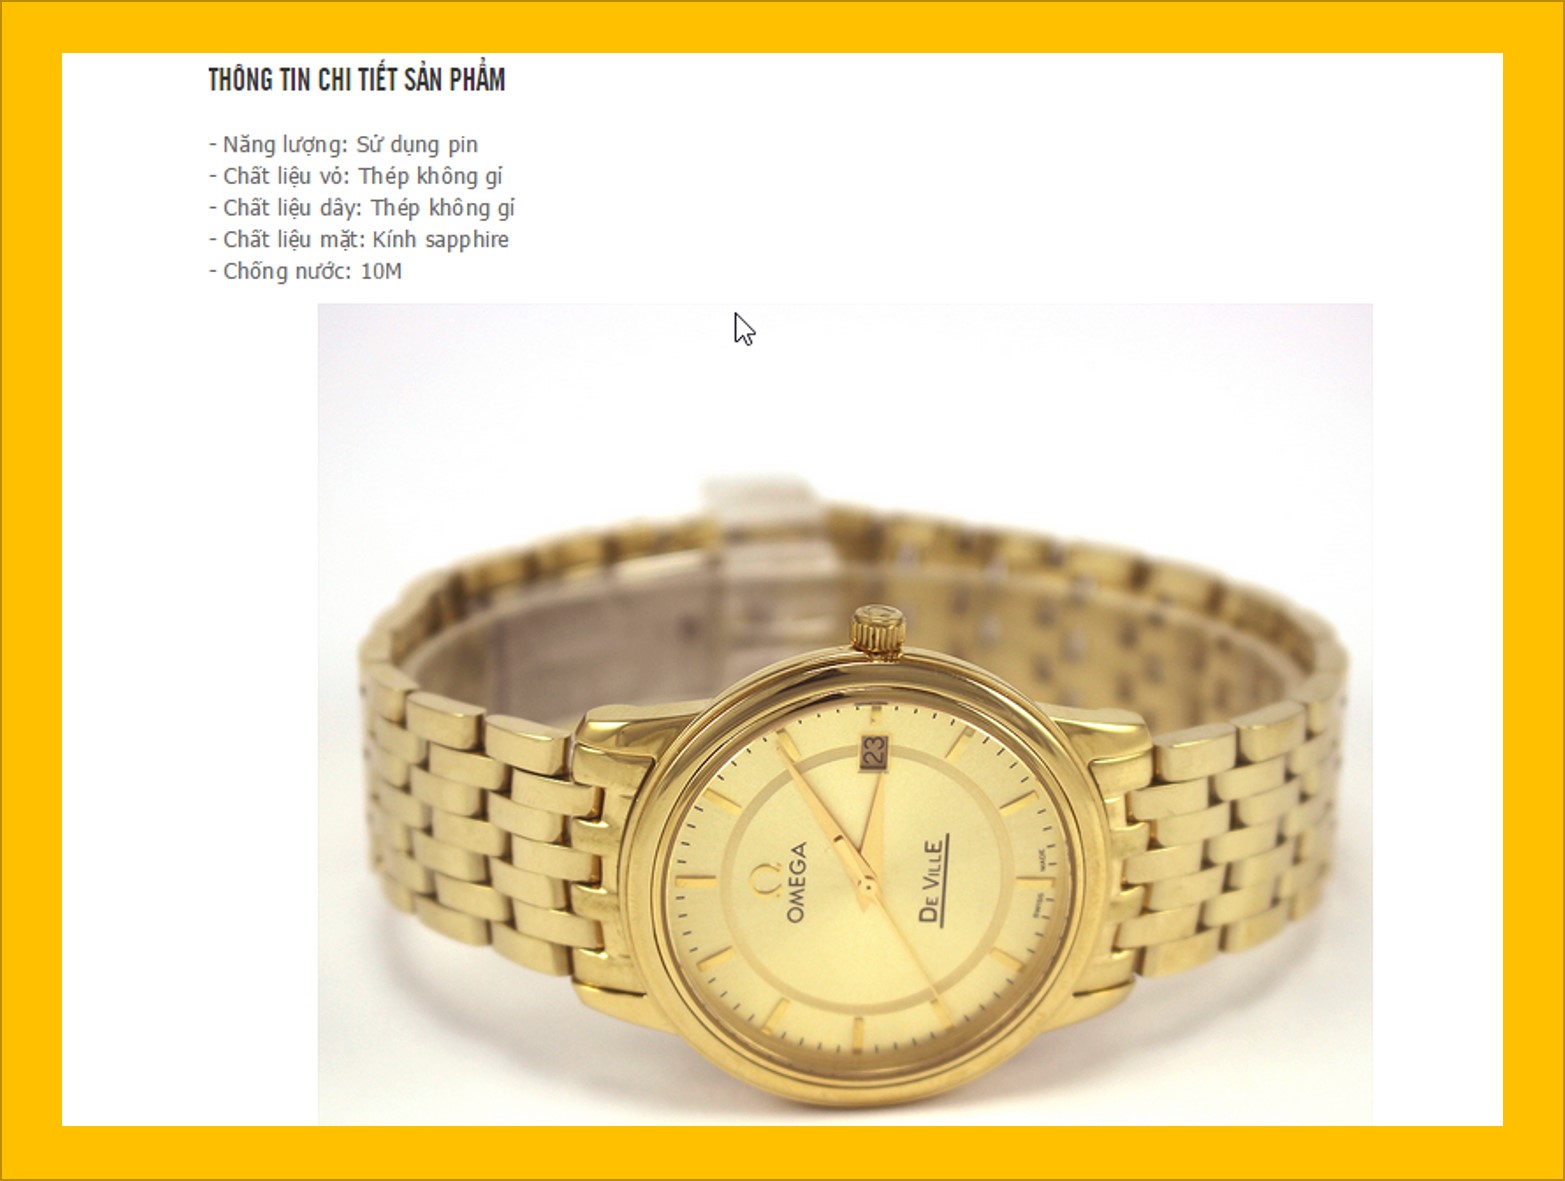 THÔNG TIN CHI TIẾT SẢN PHẨM
- Năng lượng: Sử dụng pin
- Chất liệu vỏ: Thép không gỉ
- Chất liệu dây: Thép không gỉ
- Chất liệu mặt: Kính sapphire
- Chống nước: 10M
23
Ω
OMEGA
DE VILLE
SWISS MADE